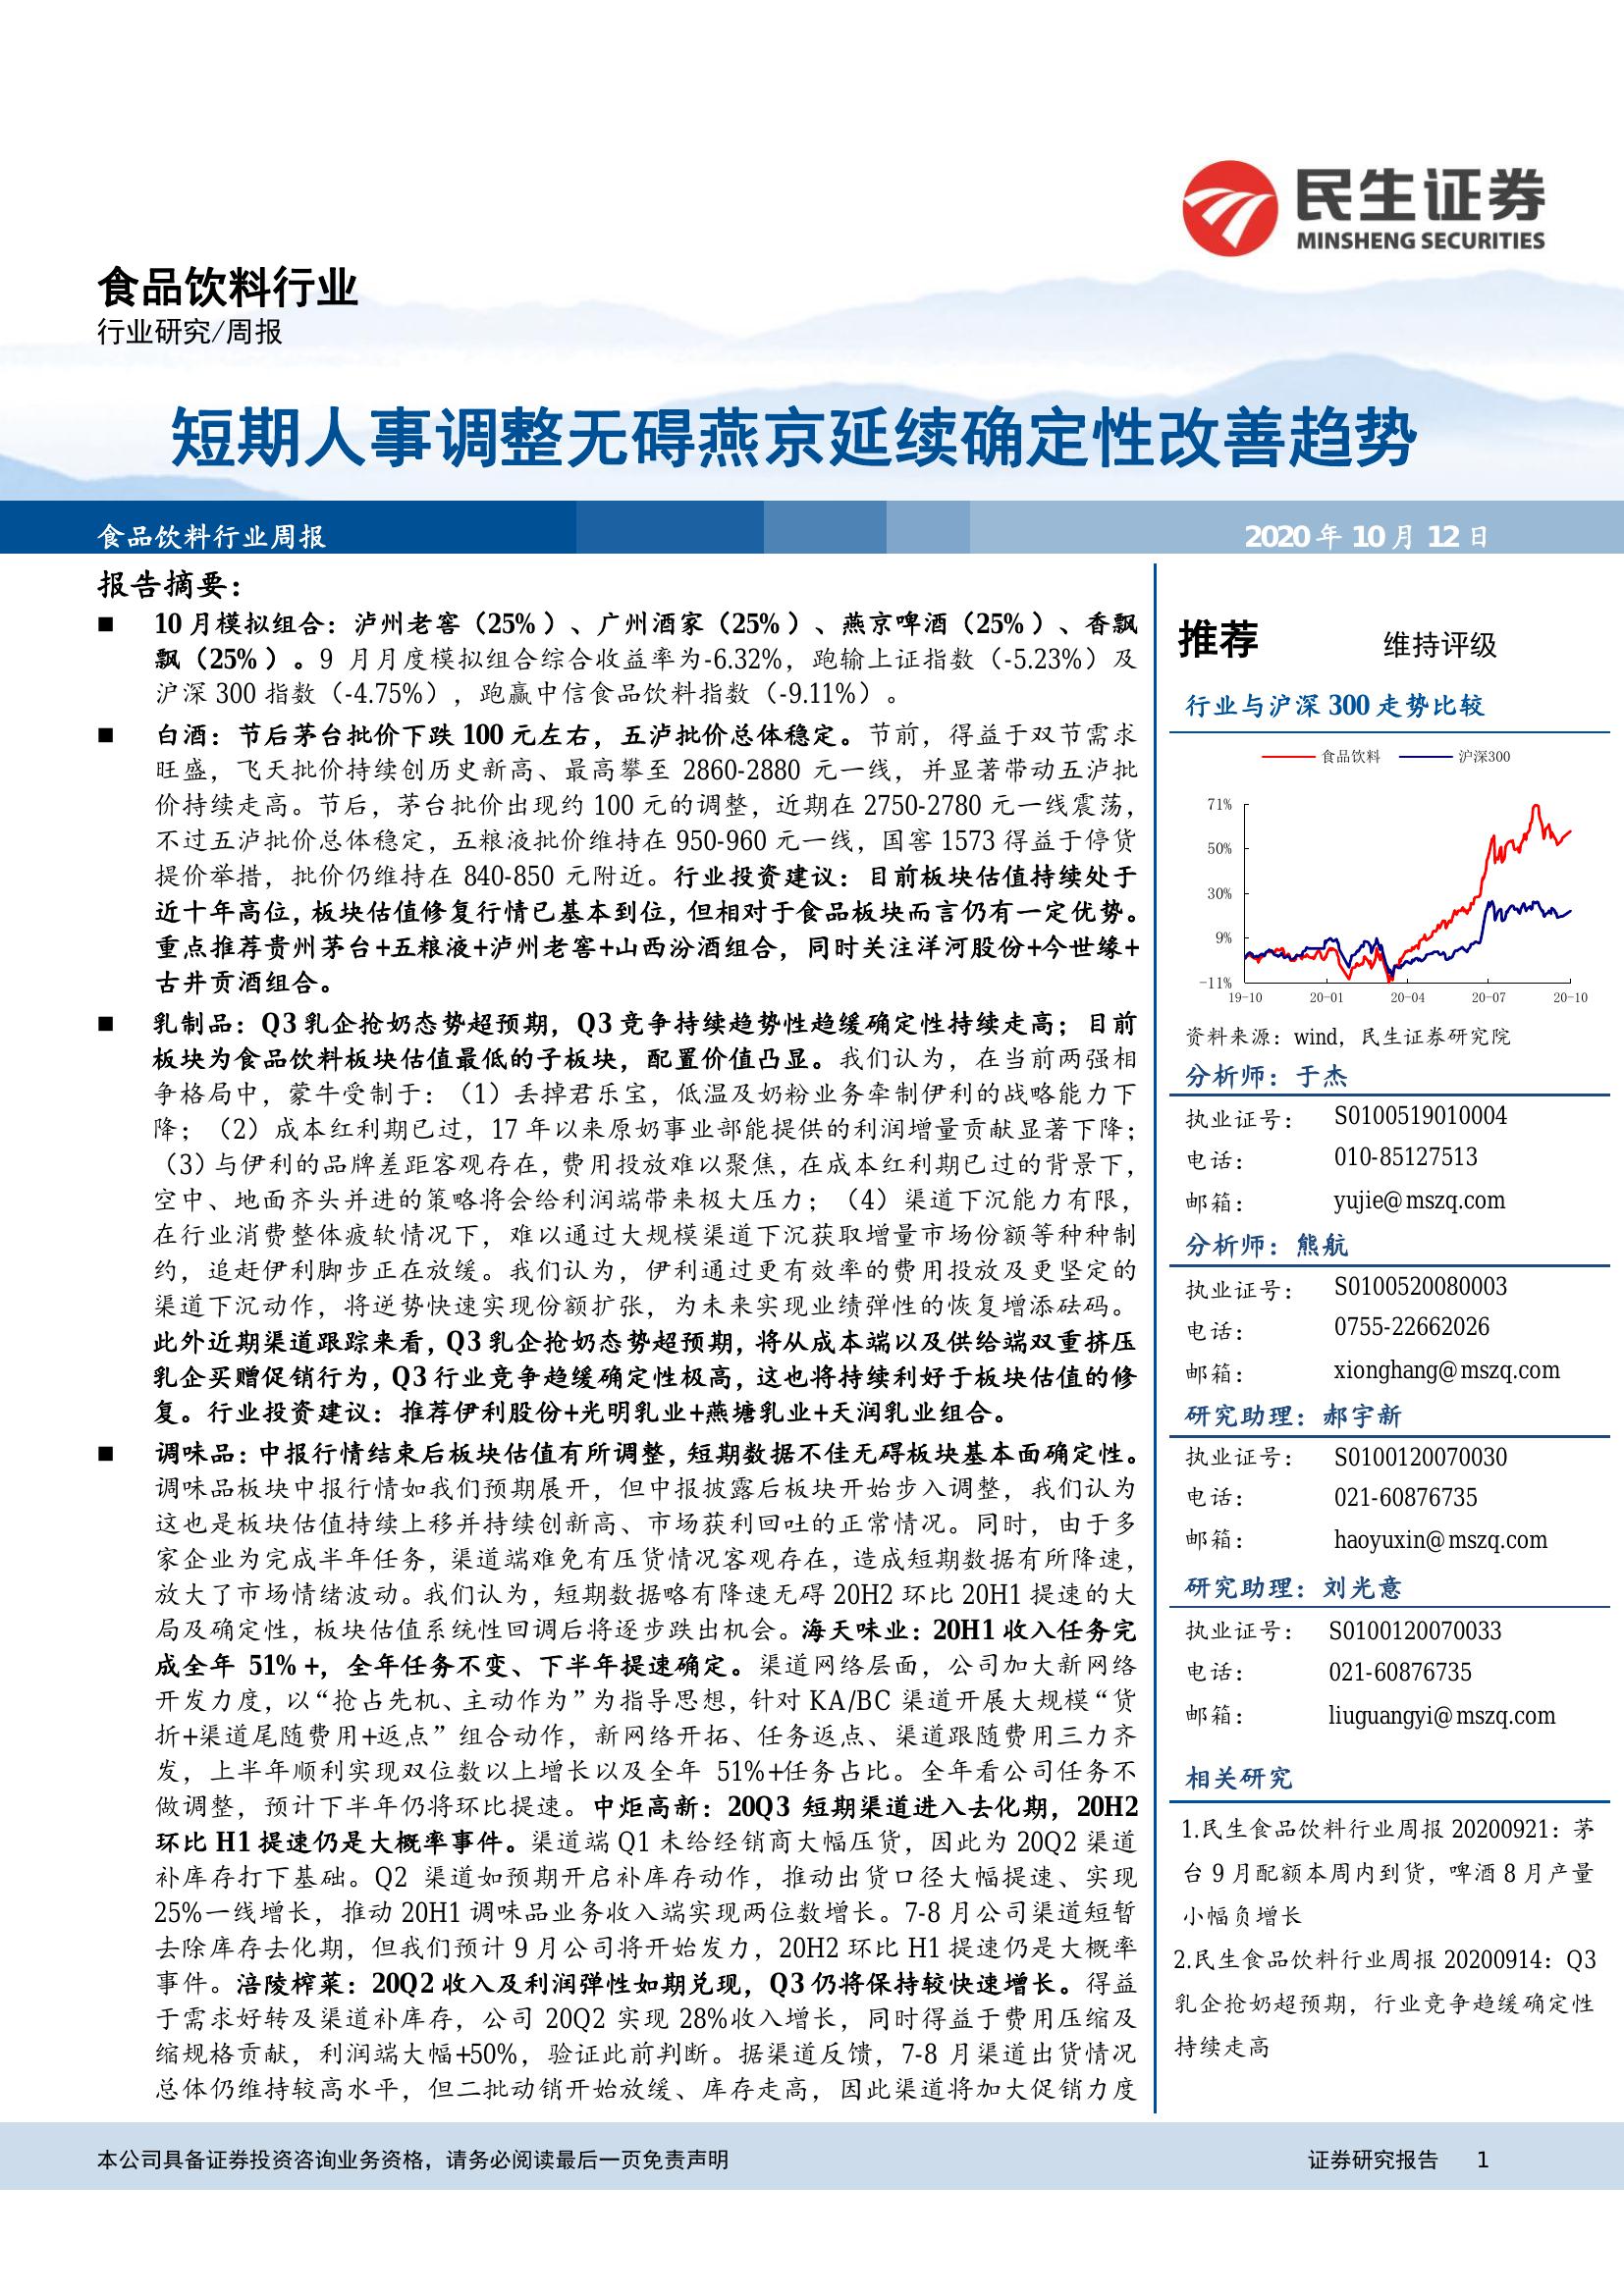 民生证券
MINSHENG SECURITIES
食品饮料行业
行业研究/周报
短期人事调整无碍燕京延续确定性改善趋势
食品饮料行业周报
2020 年 10 月 12 日
报告摘要：
■ 10 月模拟组合：泸州老窖（25%）、广州酒家（25%）、燕京啤酒（25%）、香飘
飘（25%）。9 月月度模拟组合综合收益率为-6.32%，跑输上证指数（-5.23%）及
沪深 300 指数（-4.75%），跑赢中信食品饮料指数（-9.11%）。
■ 白酒：节后茅台批价下跌 100 元左右，五泸批价总体稳定。节前，得益于双节需求
旺盛，飞天批价持续创历史新高、最高攀至 2860-2880 元一线，并显著带动五泸批
价持续走高。节后，茅台批价出现约 100 元的调整，近期在 2750-2780 元一线震荡，
不过五泸批价总体稳定，五粮液批价维持在 950-960 元一线，国窖 1573 得益于停货
提价举措，批价仍维持在 840-850 元附近。行业投资建议：目前板块估值持续处于
近十年高位，板块估值修复行情已基本到位，但相对于食品板块而言仍有一定优势。
重点推荐贵州茅台+五粮液+泸州老窖+山西汾酒组合，同时关注洋河股份+今世缘+
古井贡酒组合。
■ 乳制品：Q3 乳企抢奶态势超预期，Q3 竞争持续趋势性趋缓确定性持续走高；目前
板块为食品饮料板块估值最低的子板块，配置价值凸显。我们认为，在当前两强相
争格局中，蒙牛受制于：（1）丢掉君乐宝，低温及奶粉业务牵制伊利的战略能力下
降；（2）成本红利期已过，17 年以来原奶事业部能提供的利润增量贡献显著下降；
（3）与伊利的品牌差距客观存在，费用投放难以聚焦，在成本红利期已过的背景下，
空中、地面齐头并进的策略将会给利润端带来极大压力；（4）渠道下沉能力有限，
在行业消费整体疲软情况下，难以通过大规模渠道下沉获取增量市场份额等种种制
约，追赶伊利脚步正在放缓。我们认为，伊利通过更有效率的费用投放及更坚定的
渠道下沉动作，将逆势快速实现份额扩张，为未来实现业绩弹性的恢复增添砝码。
此外近期渠道跟踪来看，Q3 乳企抢奶态势超预期，将从成本端以及供给端双重挤压
乳企买赠促销行为，Q3 行业竞争趋缓确定性极高，这也将持续利好于板块估值的修
复。行业投资建议：推荐伊利股份+光明乳业+燕塘乳业+天润乳业组合。
■ 调味品：中报行情结束后板块估值有所调整，短期数据不佳无碍板块基本面确定性。
调味品板块中报行情如我们预期展开，但中报披露后板块开始步入调整，我们认为
这也是板块估值持续上移并持续创新高、市场获利回吐的正常情况。同时，由于多
家企业为完成半年任务，渠道端难免有压货情况客观存在，造成短期数据有所降速，
放大了市场情绪波动。我们认为，短期数据略有降速无碍 20H2 环比 20H1 提速的大
局及确定性，板块估值系统性回调后将逐步跌出机会。海天味业：20H1 收入任务完
成全年 51%+，全年任务不变、下半年提速确定。渠道网络层面，公司加大新网络
开发力度，以“抢占先机、主动作为”为指导思想，针对 KA/BC 渠道开展大规模“货
折+渠道尾随费用+返点”组合动作，新网络开拓、任务返点、渠道跟随费用三力齐
发，上半年顺利实现双位数以上增长以及全年 51%+任务占比。全年看公司任务不
做调整，预计下半年仍将环比提速。中炬高新：20Q3 短期渠道进入去化期，20H2
环比 H1 提速仍是大概率事件。渠道端 Q1 未给经销商大幅压货，因此为 20Q2 渠道
补库存打下基础。Q2 渠道如预期开启补库存动作，推动出货口径大幅提速、实现
25%一线增长，推动 20H1 调味品业务收入端实现两位数增长。7-8 月公司渠道短暂
去除库存去化期，但我们预计 9 月公司将开始发力，20H2 环比 H1 提速仍是大概率
事件。涪陵榨菜：20Q2 收入及利润弹性如期兑现，Q3 仍将保持较快速增长。得益
于需求好转及渠道补库存，公司 20Q2 实现 28%收入增长，同时得益于费用压缩及
缩规格贡献，利润端大幅+50%，验证此前判断。据渠道反馈，7-8 月渠道出货情况
总体仍维持较高水平，但二批动销开始放缓、库存走高，因此渠道将加大促销力度
推荐 维持评级
行业与沪深 300 走势比较
食品饮料 沪深300
71%
50%
30%
9%
-11%
19-10 20-01 20-04 20-07 20-10
资料来源：wind，民生证券研究院
分析师：于杰
执业证号： S0100519010004
电话： 010-85127513
邮箱： yujie@mszq.com
分析师：熊航
执业证号： S0100520080003
电话： 0755-22662026
邮箱： xionghang@mszq.com
研究助理：郝宇新
执业证号： S0100120070030
电话： 021-60876735
邮箱： haoyuxin@mszq.com
研究助理：刘光意
执业证号： S0100120070033
电话： 021-60876735
邮箱： liuguangyi@mszq.com
相关研究
1.民生食品饮料行业周报 20200921：茅
台 9 月配额本周内到货，啤酒 8 月产量
小幅负增长
2.民生食品饮料行业周报 20200914：Q3
乳企抢奶超预期，行业竞争趋缓确定性
持续走高
本公司具备证券投资咨询业务资格，请务必阅读最后一页免责声明
证券研究报告 1